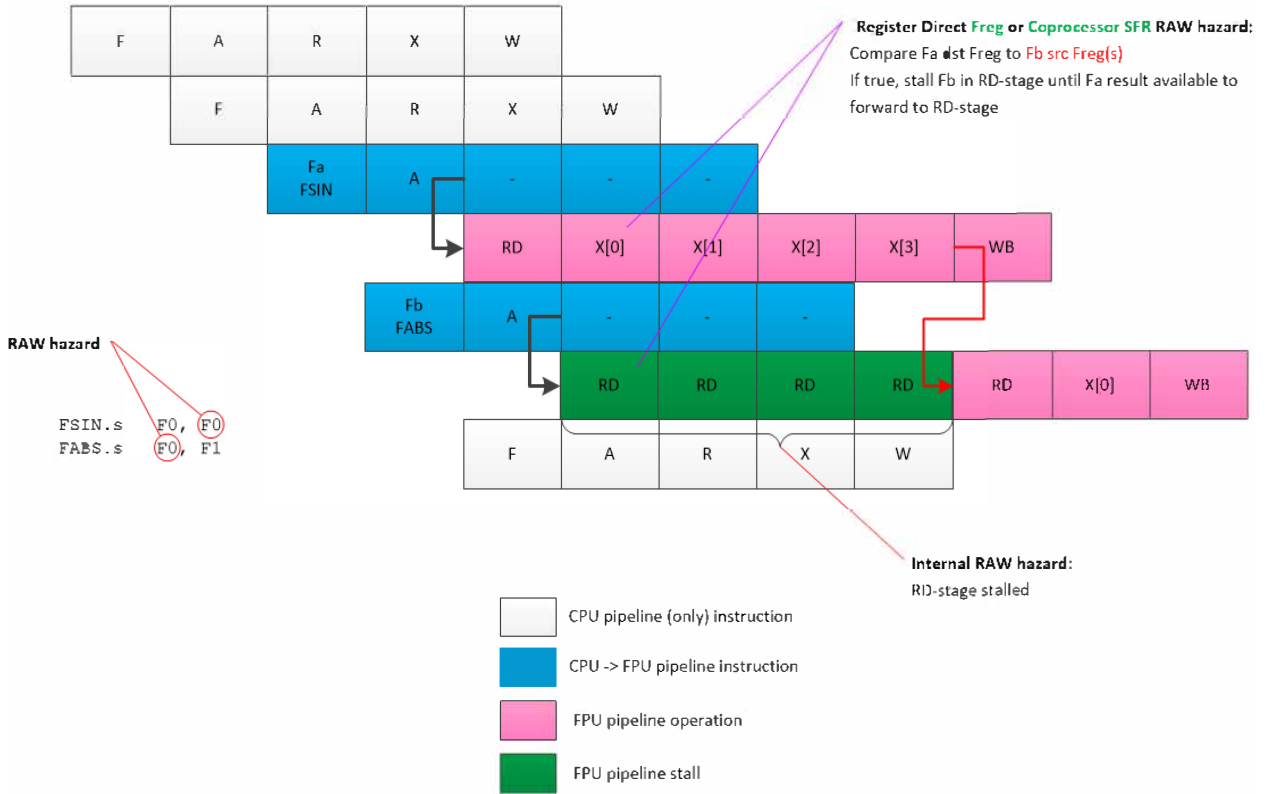 F A R X W
Register Direct Freg or Coprocessor SFR RAW hazard:
Compare Fa dst Freg to Fb src Freg(s)
If true, stall Fb in RD-stage until Fa result available to
forward to RD-stage
F A R X W
Fa
FSIN
A - - -
RD X[0] X[1] X[2] X[3] WB
Fb
FABS
A - - -
RAW hazard
RD RD RD RD RD X[0] WB
FSIN.s F0, F0
FABS.s F0, F1
F A R X W
Internal RAW hazard:
RD-stage stalled
CPU pipeline (only) instruction
CPU -> FPU pipeline instruction
FPU pipeline operation
FPU pipeline stall